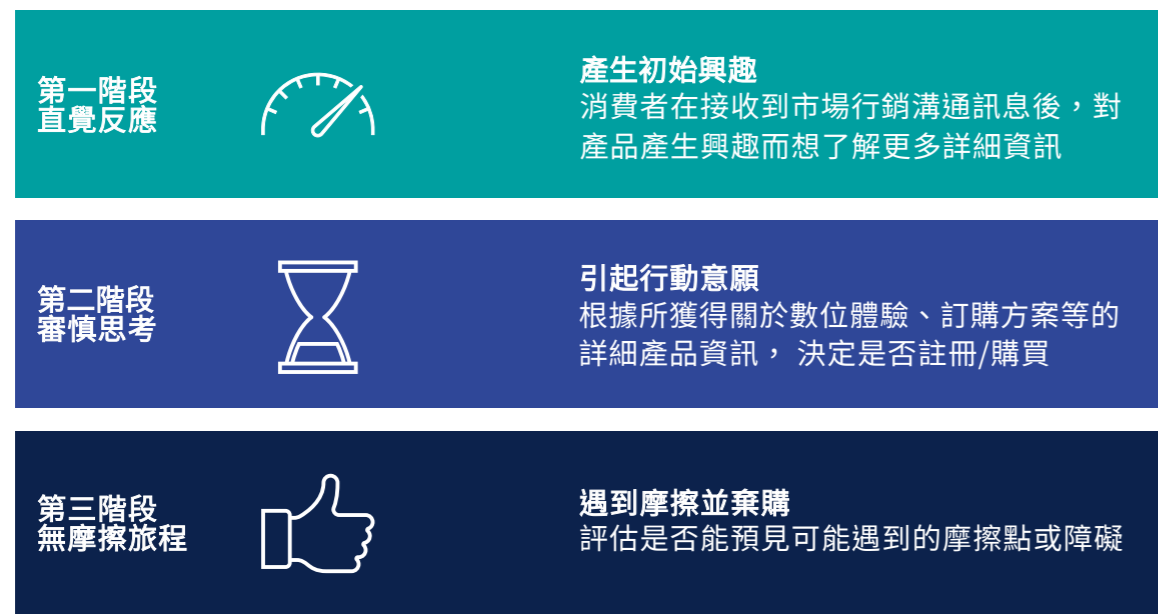 第一階段
直覺反應
產生初始興趣
消費者在接收到市場行銷溝通訊息後，對
產品產生興趣而想了解更多詳細資訊
第二階段
審慎思考
引起行動意願
根據所獲得關於數位體驗、訂購方案等的
詳細產品資訊， 決定是否註冊/購買
第三階段
無摩擦旅程
遇到摩擦並棄購
評估是否能預見可能遇到的摩擦點或障礙